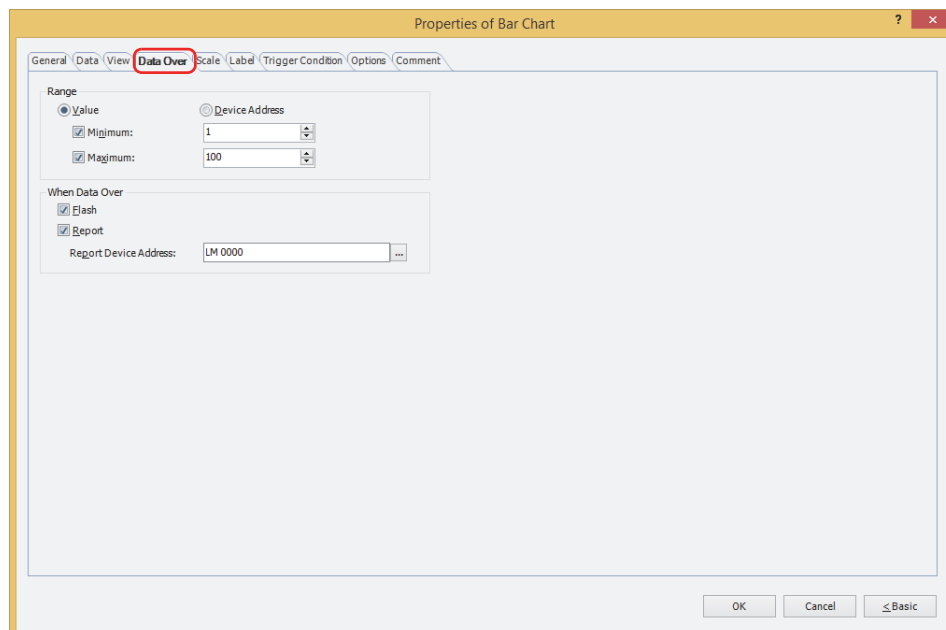 Properties of Bar Chart
?
General Data View Data Over Scale Label Trigger Condition Options Comment
Range
Value Device Address
Minimum: 1
Maximum: 100
When Data Over
Flash
Report
Report Device Address: LM 0000 ...
OK Cancel < Basic